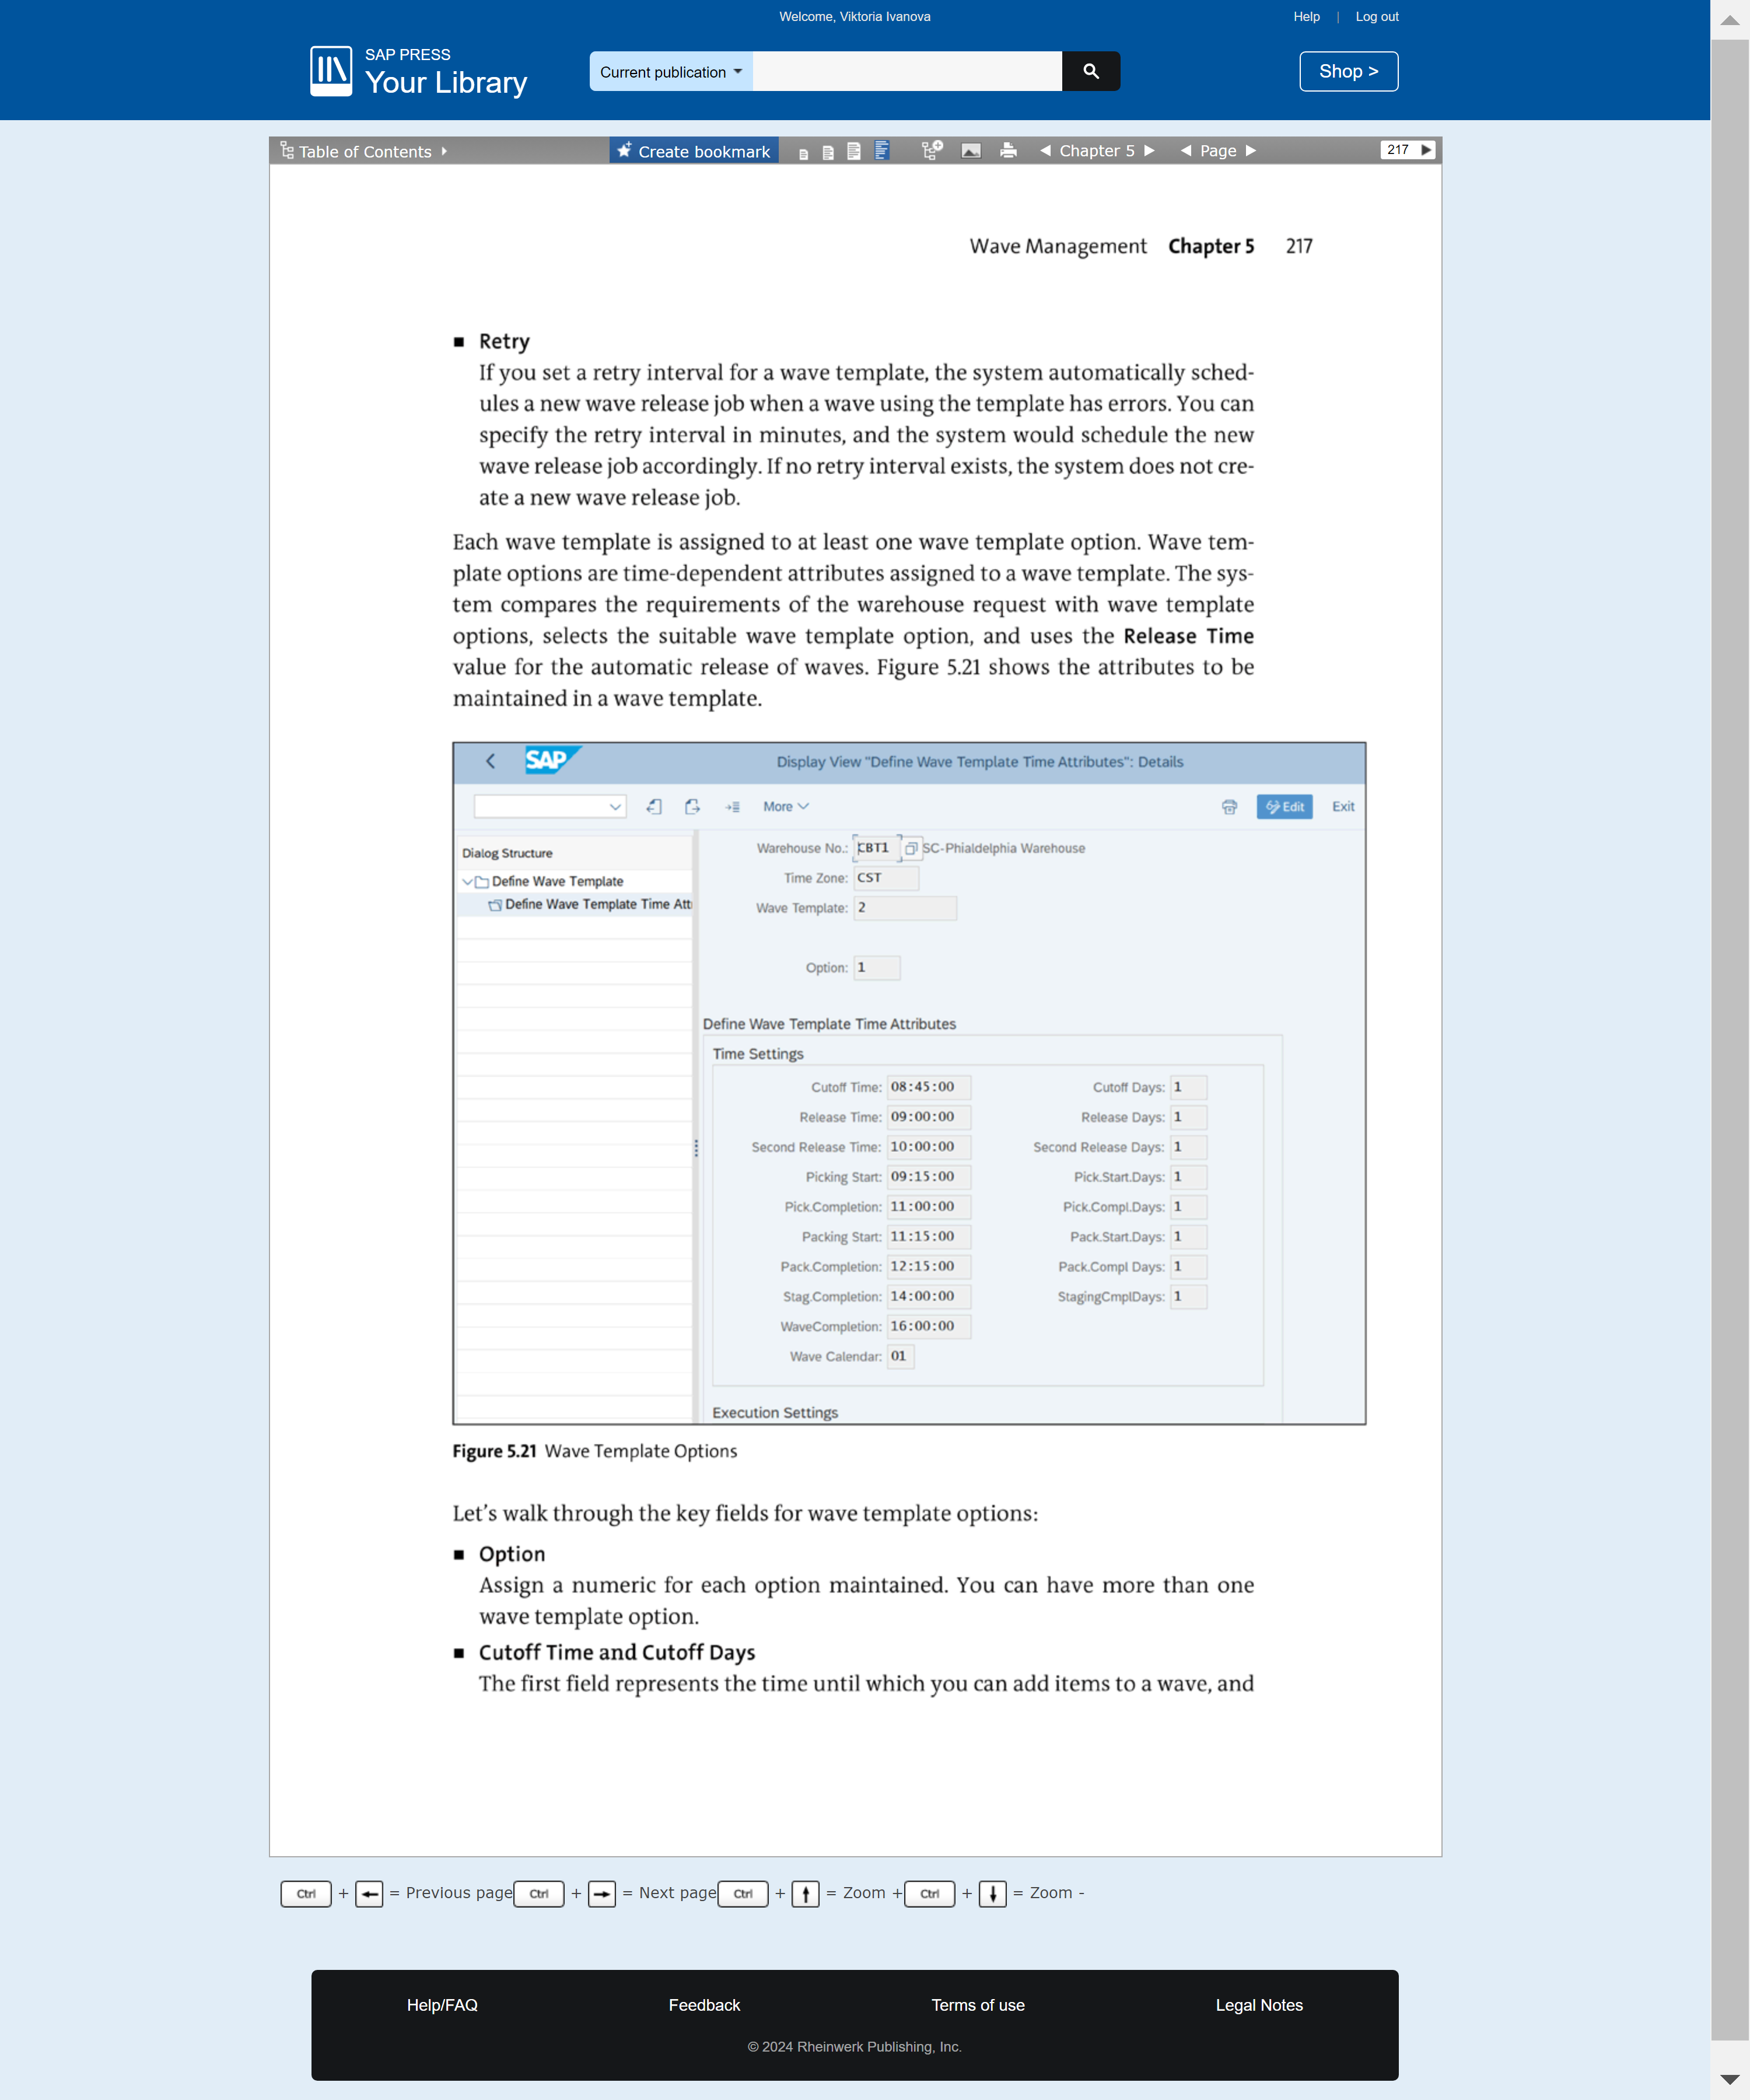 Welcome, Viktoria Ivanova
Help | Log out
SAP PRESS
Your Library
Current publication
Shop >
Table of Contents
Create bookmark
Chapter 5
Page
217
Wave Management Chapter 5 217
■ Retry
If you set a retry interval for a wave template, the system automatically sched-
ules a new wave release job when a wave using the template has errors. You can
specify the retry interval in minutes, and the system would schedule the new
wave release job accordingly. If no retry interval exists, the system does not cre-
ate a new wave release job.
Each wave template is assigned to at least one wave template option. Wave tem-
plate options are time-dependent attributes assigned to a wave template. The sys-
tem compares the requirements of the warehouse request with wave template
options, selects the suitable wave template option, and uses the Release Time
value for the automatic release of waves. Figure 5.21 shows the attributes to be
maintained in a wave template.
SAP
Display View "Define Wave Template Time Attributes": Details
More
Edit
Exit
Dialog Structure
Define Wave Template
Define Wave Template Time Att
Warehouse No.: CBT1 SC-Phialdelphia Warehouse
Time Zone: CST
Wave Template: 2
Option: 1
Define Wave Template Time Attributes
Time Settings
Cutoff Time: 08:45:00 Cutoff Days: 1
Release Time: 09:00:00 Release Days: 1
Second Release Time: 10:00:00 Second Release Days: 1
Picking Start: 09:15:00 Pick.Start.Days: 1
Pick.Completion: 11:00:00 Pick.Compl.Days: 1
Packing Start: 11:15:00 Pack.Start.Days: 1
Pack.Completion: 12:15:00 Pack.Compl Days: 1
Stag.Completion: 14:00:00 StagingCmplDays: 1
WaveCompletion: 16:00:00
Wave Calendar: 01
Execution Settings
Figure 5.21 Wave Template Options
Let's walk through the key fields for wave template options:
■ Option
Assign a numeric for each option maintained. You can have more than one
wave template option.
■ Cutoff Time and Cutoff Days
The first field represents the time until which you can add items to a wave, and
Ctrl + ← = Previous page Ctrl + → = Next page Ctrl + ↑ = Zoom + Ctrl + ↓ = Zoom -
Help/FAQ Feedback Terms of use Legal Notes
© 2024 Rheinwerk Publishing, Inc.